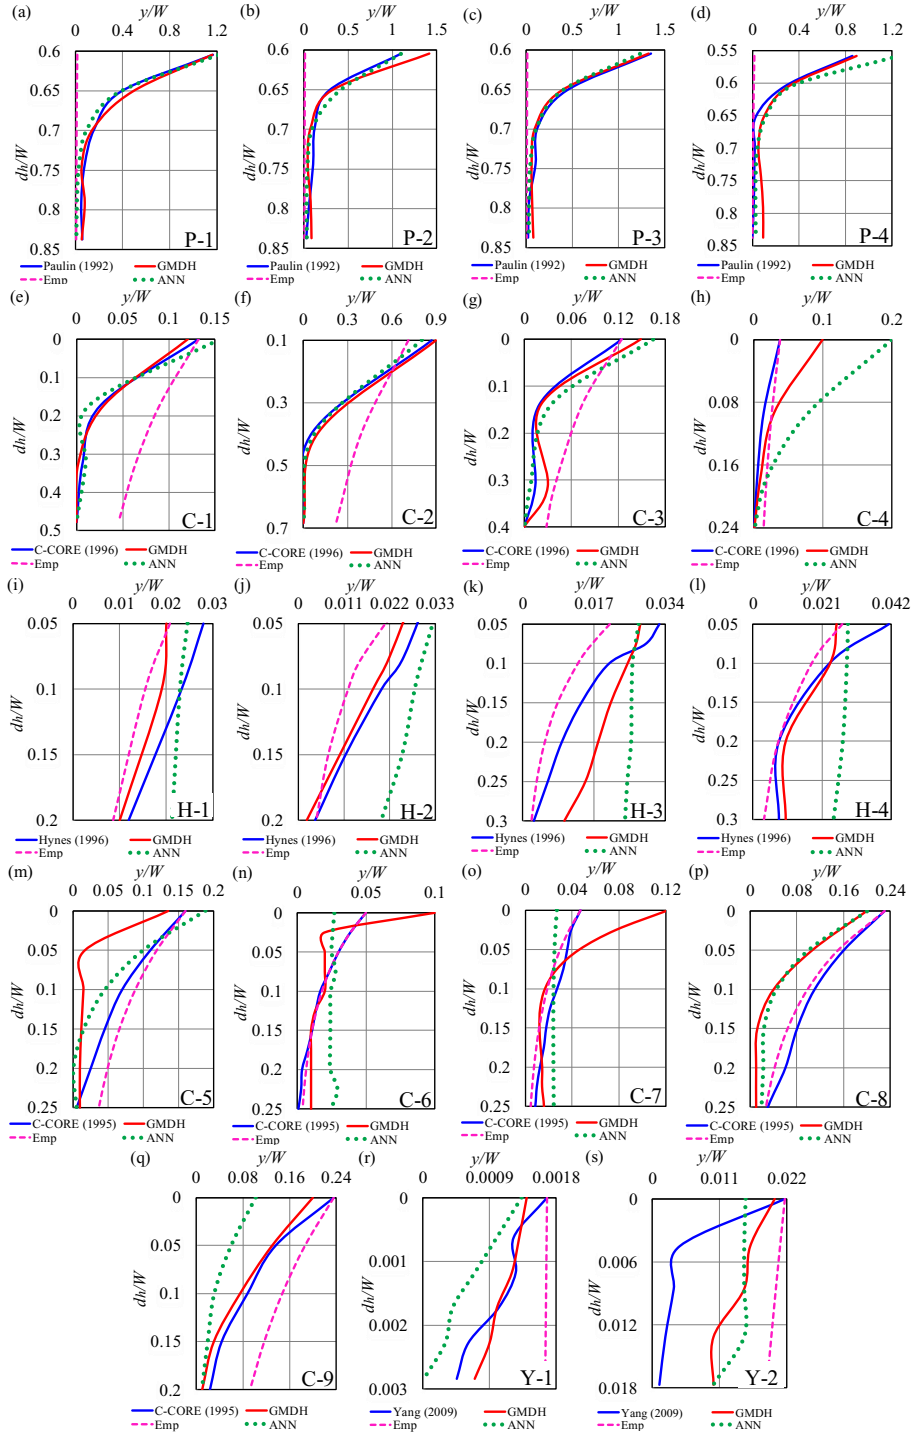 (a) y/W (b) y/W (c) y/W (d) y/W
0 0.4 0.8 1.2 0 0.5 1 1.5 0 0.5 1 1.5 0 0.4 0.8 1.2
dh/W 0.6 0.65 0.7 0.75 0.8 0.85 P-1
dh/W 0.6 0.65 0.7 0.75 0.8 0.85 P-2
dh/W 0.6 0.65 0.7 0.75 0.8 0.85 P-3
dh/W 0.55 0.6 0.65 0.7 0.75 0.8 0.85 P-4
Paulin (1992) GMDH Paulin (1992) GMDH Paulin (1992) GMDH Paulin (1992) GMDH
Emp ANN Emp ANN Emp ANN Emp ANN
(e) y/W (f) y/W (g) y/W (h) y/W
0 0.05 0.1 0.15 0 0.3 0.6 0.9 0 0.06 0.12 0.18 0 0.1 0.2
dh/W 0 0.1 0.2 0.3 0.4 0.5 C-1
dh/W 0.1 0.3 0.5 0.7 C-2
dh/W 0 0.1 0.2 0.3 0.4 C-3
dh/W 0 0.08 0.16 0.24 C-4
C-CORE (1996) GMDH C-CORE (1996) GMDH C-CORE (1996) GMDH C-CORE (1996) GMDH
Emp ANN Emp ANN Emp ANN Emp ANN
(i) y/W (j) y/W (k) y/W (l) y/W
0 0.01 0.02 0.03 0 0.011 0.022 0.033 0 0.017 0.034 0 0.021 0.042
dh/W 0.05 0.1 0.15 0.2 H-1
dh/W 0.05 0.1 0.15 0.2 H-2
dh/W 0.05 0.1 0.15 0.2 0.25 0.3 H-3
dh/W 0.05 0.1 0.15 0.2 0.25 0.3 H-4
Hynes (1996) GMDH Hynes (1996) GMDH Hynes (1996) GMDH Hynes (1996) GMDH
Emp ANN Emp ANN Emp ANN Emp ANN
(m) y/W (n) y/W (o) y/W (p) y/W
0 0.05 0.1 0.15 0.2 0 0.05 0.1 0 0.04 0.08 0.12 0 0.08 0.16 0.24
dh/W 0 0.05 0.1 0.15 0.2 0.25 C-5
dh/W 0 0.05 0.1 0.15 0.2 0.25 C-6
dh/W 0 0.05 0.1 0.15 0.2 0.25 C-7
dh/W 0 0.05 0.1 0.15 0.2 0.25 C-8
C-CORE (1995) GMDH C-CORE (1995) GMDH C-CORE (1995) GMDH C-CORE (1995) GMDH
Emp ANN Emp ANN Emp ANN Emp ANN
(q) y/W (r) y/W (s) y/W
0 0.08 0.16 0.24 0 0.0009 0.0018 0 0.011 0.022
dh/W 0 0.05 0.1 0.15 0.2 C-9
dh/W 0 0.001 0.002 0.003 Y-1
dh/W 0 0.006 0.012 0.018 Y-2
C-CORE (1995) GMDH Yang (2009) GMDH Yang (2009) GMDH
Emp ANN Emp ANN Emp ANN